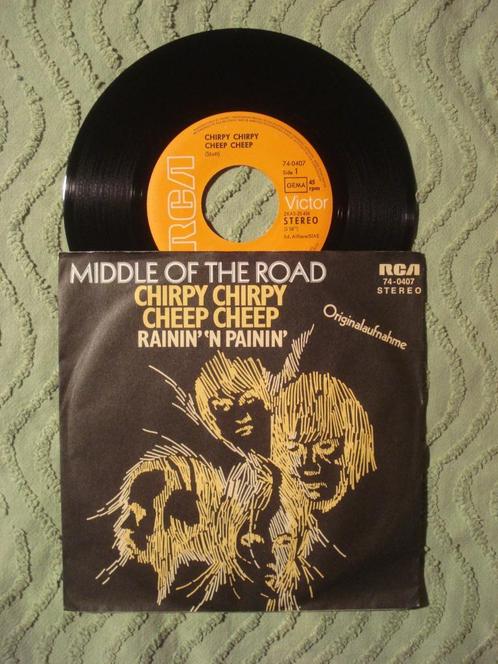 CHIRPY CHIRPY
CHEEP CHEEP
(Stott)
RCA
74-0407
Side 1
GEMA
45
rpm
Victor
STEREO
MIDDLE OF THE ROAD
CHIRPY CHIRPY
CHEEP CHEEP
RAININ' 'N PAININ'
RCA
74-0407
STEREO
Originalaufnahme